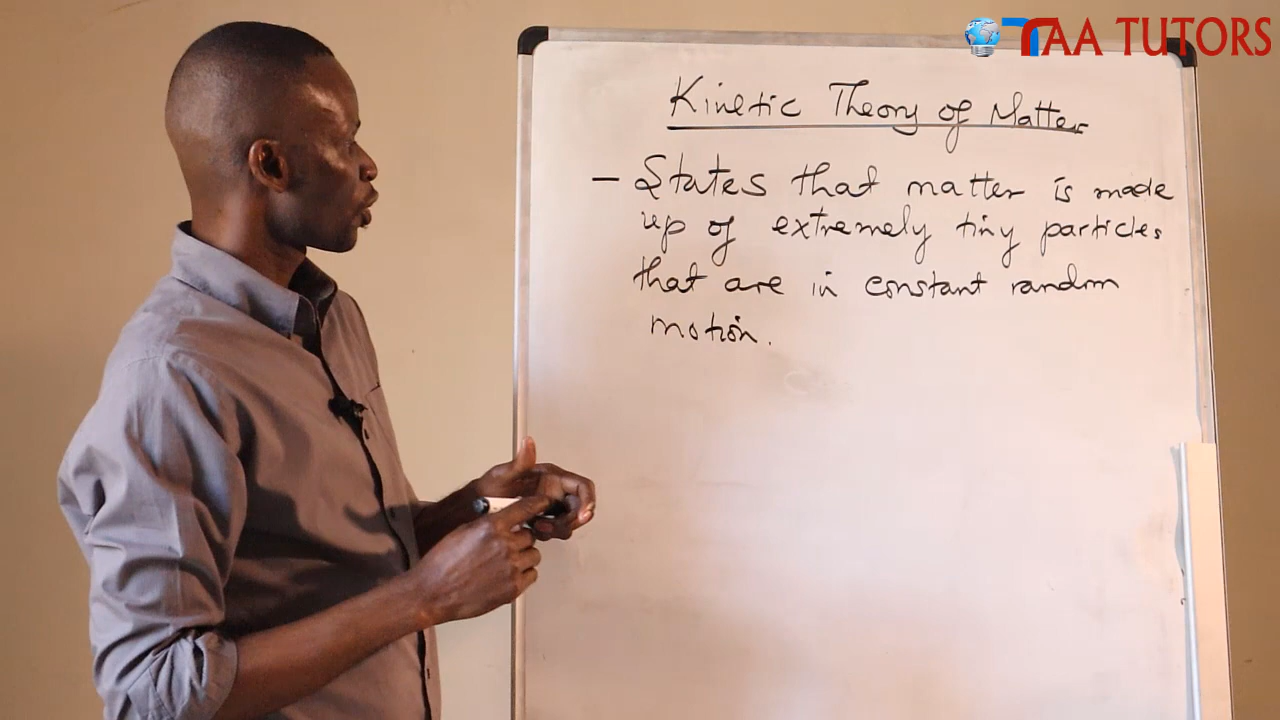 TAA TUTORS
Kinetic Theory of Matter
- States that matter is made
up of extremely tiny particles
that are in constant random
motion.